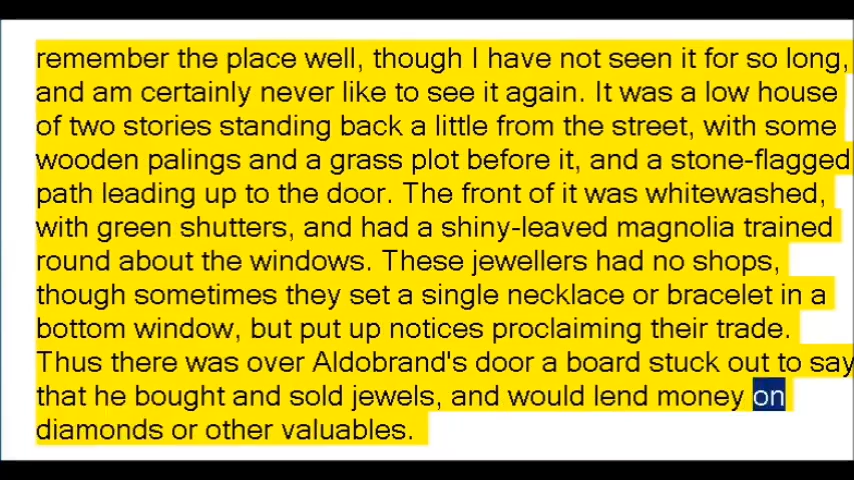 remember the place well, though I have not seen it for so long,
and am certainly never like to see it again. It was a low house
of two stories standing back a little from the street, with some
wooden palings and a grass plot before it, and a stone-flagged
path leading up to the door. The front of it was whitewashed,
with green shutters, and had a shiny-leaved magnolia trained
round about the windows. These jewellers had no shops,
though sometimes they set a single necklace or bracelet in a
bottom window, but put up notices proclaiming their trade.
Thus there was over Aldobrand's door a board stuck out to say
that he bought and sold jewels, and would lend money on
diamonds or other valuables.